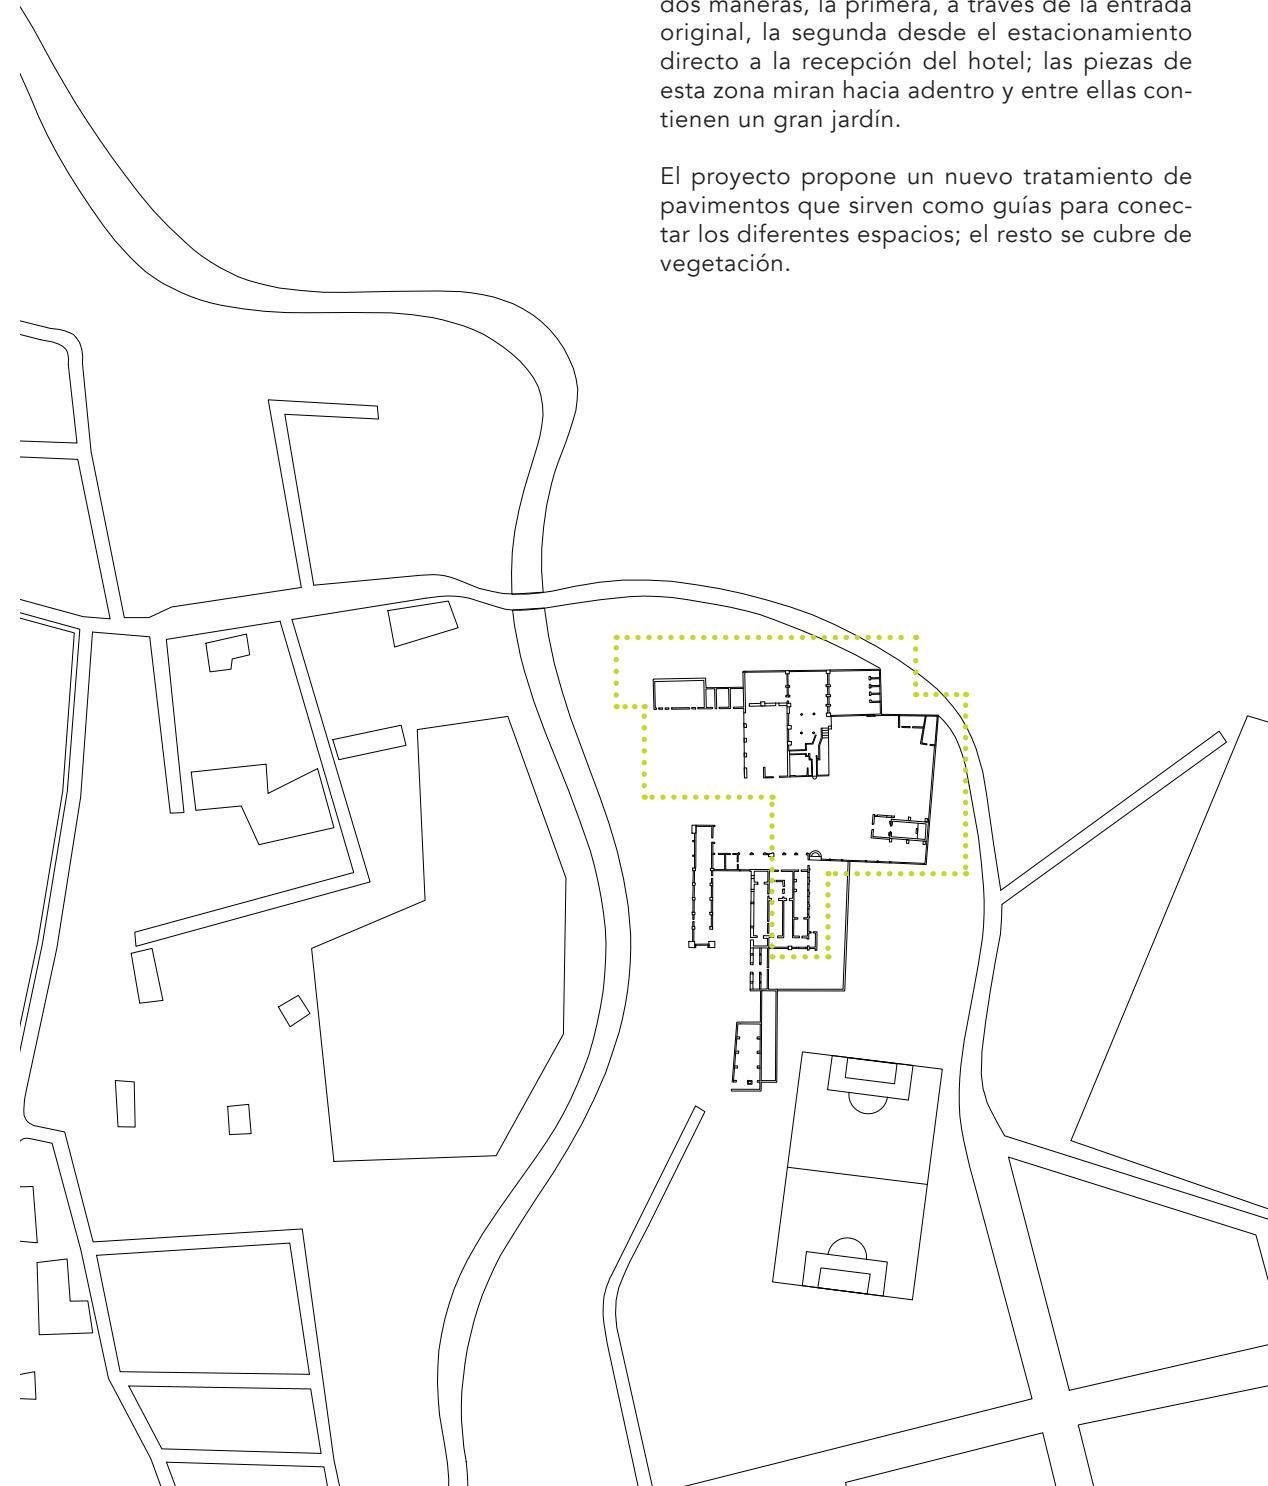 dos maneras, la primera, a través de la entrada
original, la segunda desde el estacionamiento
directo a la recepción del hotel; las piezas de
esta zona miran hacia adentro y entre ellas con-
tienen un gran jardín.
El proyecto propone un nuevo tratamiento de
pavimentos que sirven como guías para conec-
tar los diferentes espacios; el resto se cubre de
vegetación.